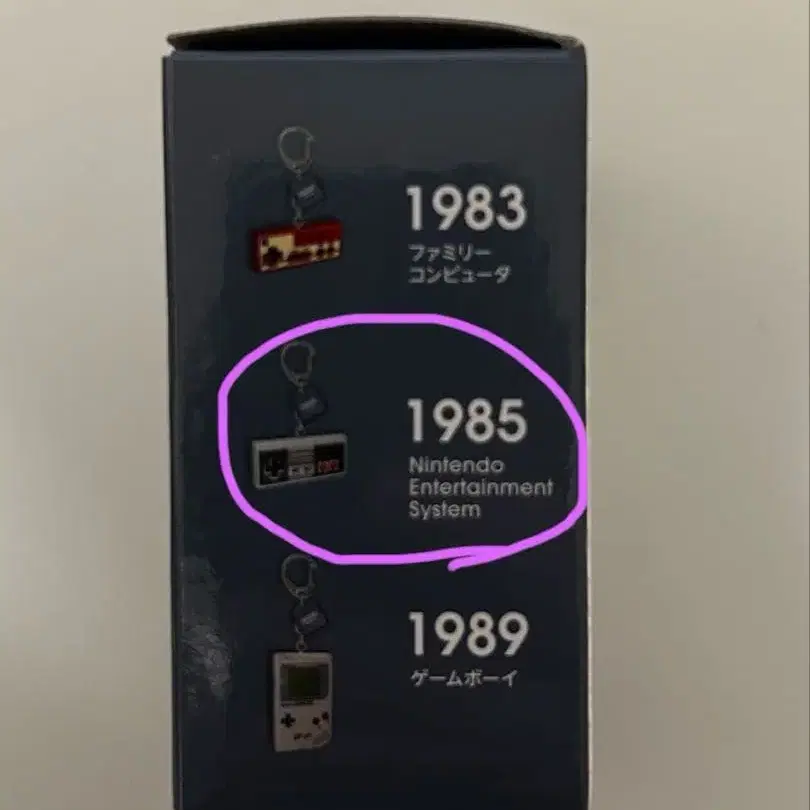 1983
ファミリー
コンピュータ
1985
Nintendo
Entertainment
System
1989
ゲームボーイ